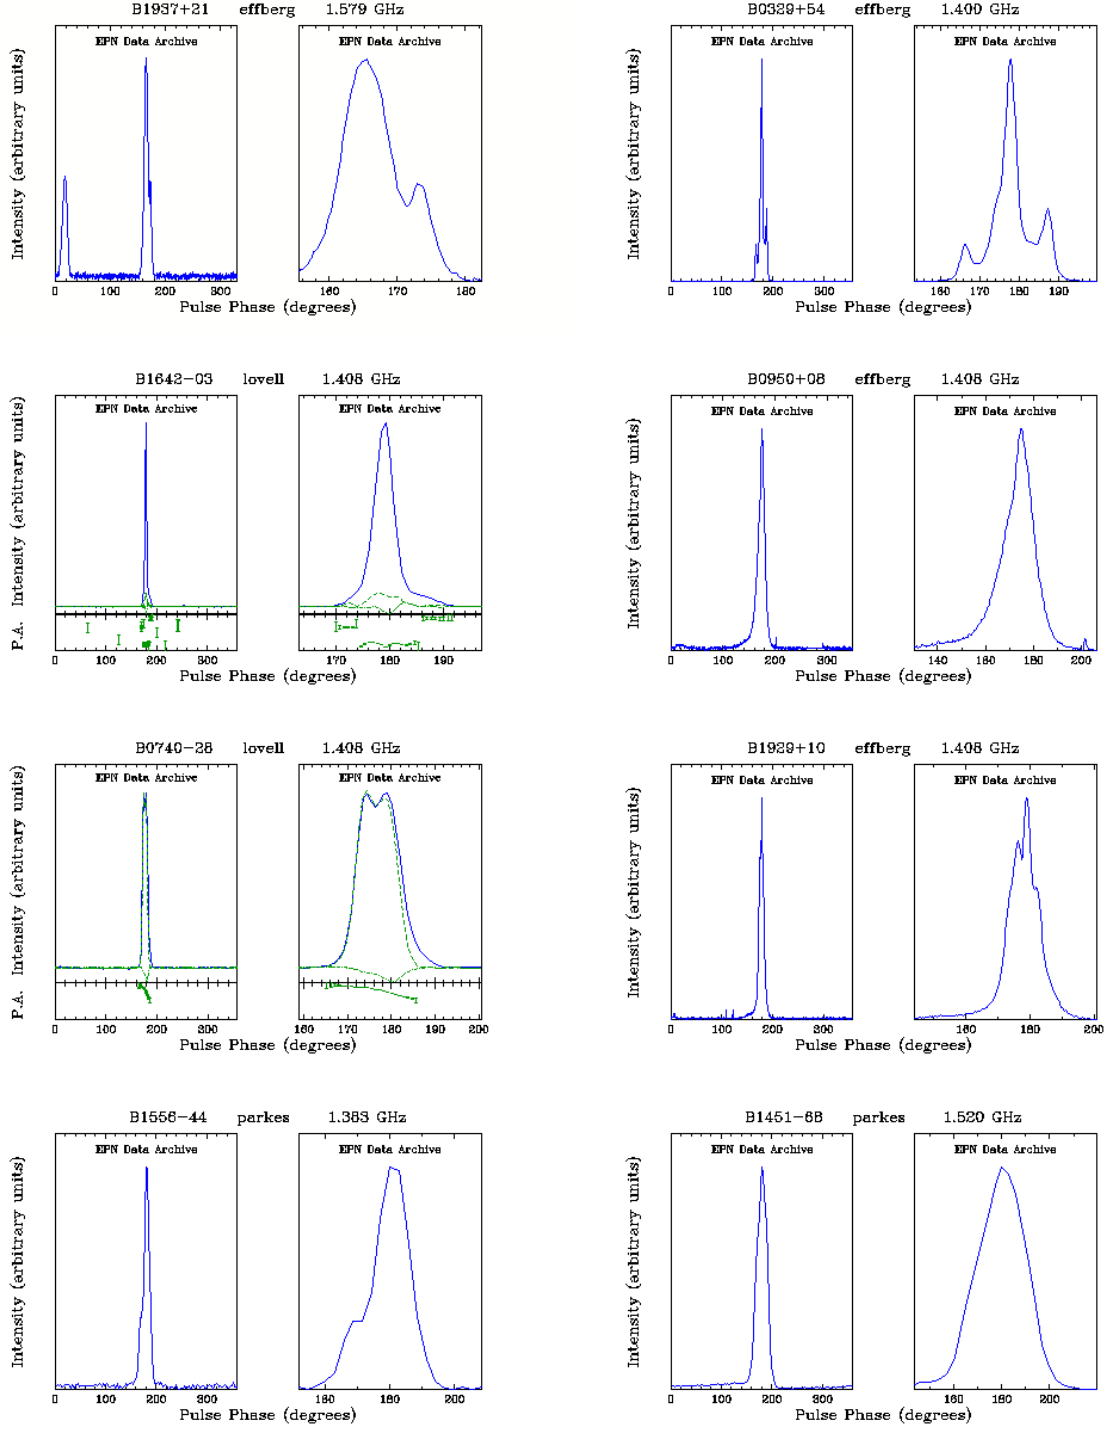 B1937+21 effberg 1.579 GHz
EPN Data Archive
EPN Data Archive
Intensity (arbitrary units)
0 100 200 300
160 170 180
Pulse Phase (degrees)
B0329+54 effberg 1.400 GHz
EPN Data Archive
EPN Data Archive
Intensity (arbitrary units)
0 100 200 300
160 170 180 190
Pulse Phase (degrees)
B1642−03 lovell 1.408 GHz
EPN Data Archive
EPN Data Archive
Intensity (arbitrary units)
P.A.
0 100 200 300
170 180 190
Pulse Phase (degrees)
B0950+08 effberg 1.408 GHz
EPN Data Archive
EPN Data Archive
Intensity (arbitrary units)
0 100 200 300
140 160 180 200
Pulse Phase (degrees)
B0740−28 lovell 1.408 GHz
EPN Data Archive
EPN Data Archive
Intensity (arbitrary units)
P.A.
0 100 200 300
160 170 180 190 200
Pulse Phase (degrees)
B1929+10 effberg 1.408 GHz
EPN Data Archive
EPN Data Archive
Intensity (arbitrary units)
0 100 200 300
160 180 200
Pulse Phase (degrees)
B1556−44 parkes 1.383 GHz
EPN Data Archive
EPN Data Archive
Intensity (arbitrary units)
0 100 200 300
160 180 200
Pulse Phase (degrees)
B1451−68 parkes 1.520 GHz
EPN Data Archive
EPN Data Archive
Intensity (arbitrary units)
0 100 200 300
160 180 200
Pulse Phase (degrees)